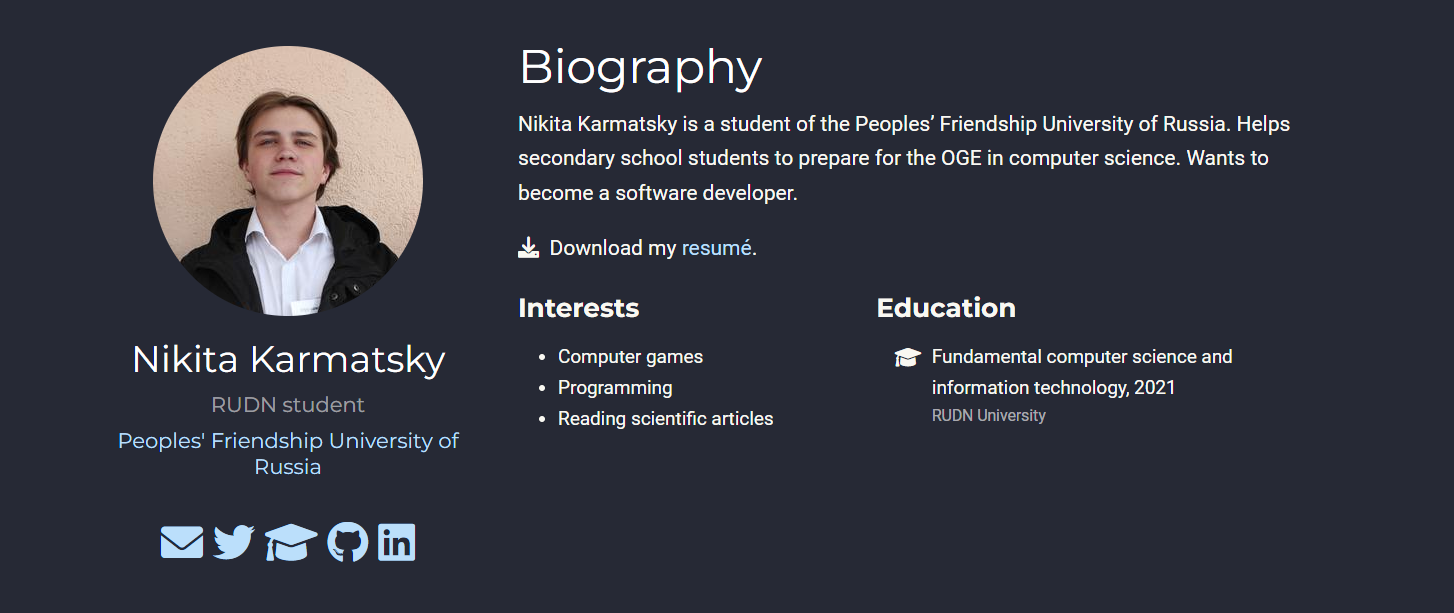 Biography
Nikita Karmatsky is a student of the Peoples’ Friendship University of Russia. Helps
secondary school students to prepare for the OGE in computer science. Wants to
become a software developer.
Download my resumé.
Nikita Karmatsky
RUDN student
Peoples' Friendship University of
Russia
Interests
Computer games
Programming
Reading scientific articles
Education
Fundamental computer science and
information technology, 2021
RUDN University
in